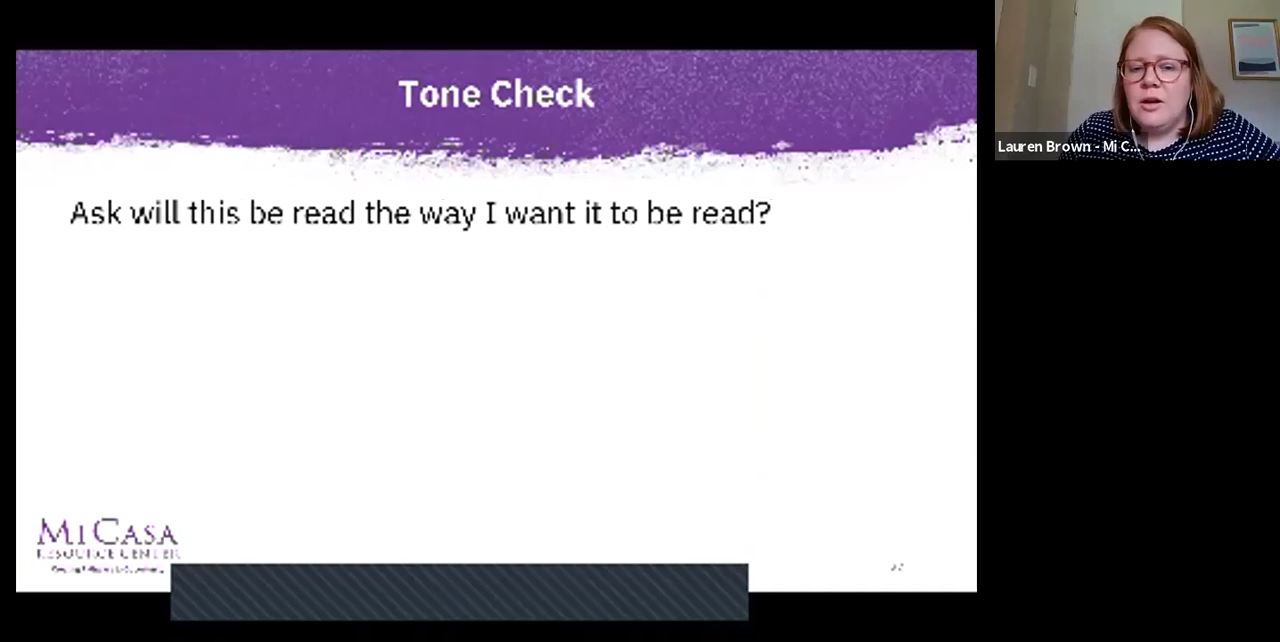 Tone Check
Ask will this be read the way I want it to be read?
Lauren Brown - Mi C...
MI CASA
RESOURCE CENTER